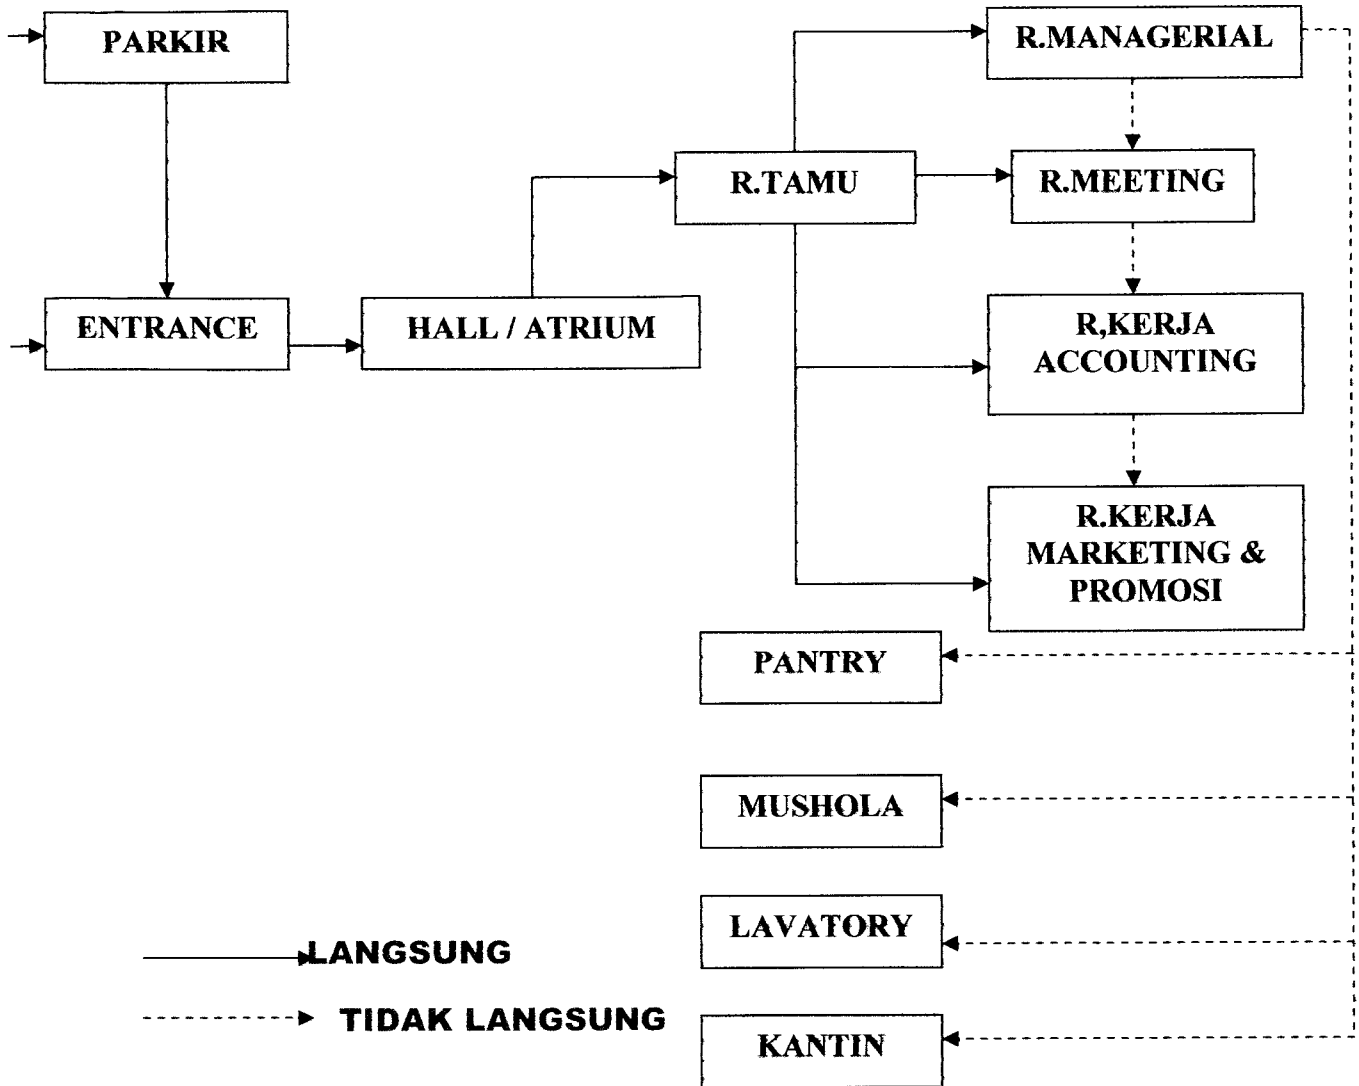 PARKIR
R.MANAGERIAL
R.TAMU
R.MEETING
ENTRANCE
HALL / ATRIUM
R,KERJA
ACCOUNTING
R.KERJA
MARKETING &
PROMOSI
PANTRY
MUSHOLA
LAVATORY
LANGSUNG
TIDAK LANGSUNG
KANTIN